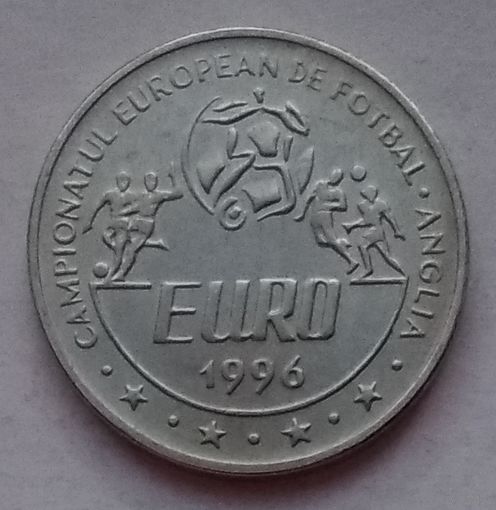 CAMPIONATUL EUROPEAN DE FOTBAL · ANGLIA
EURO
1996